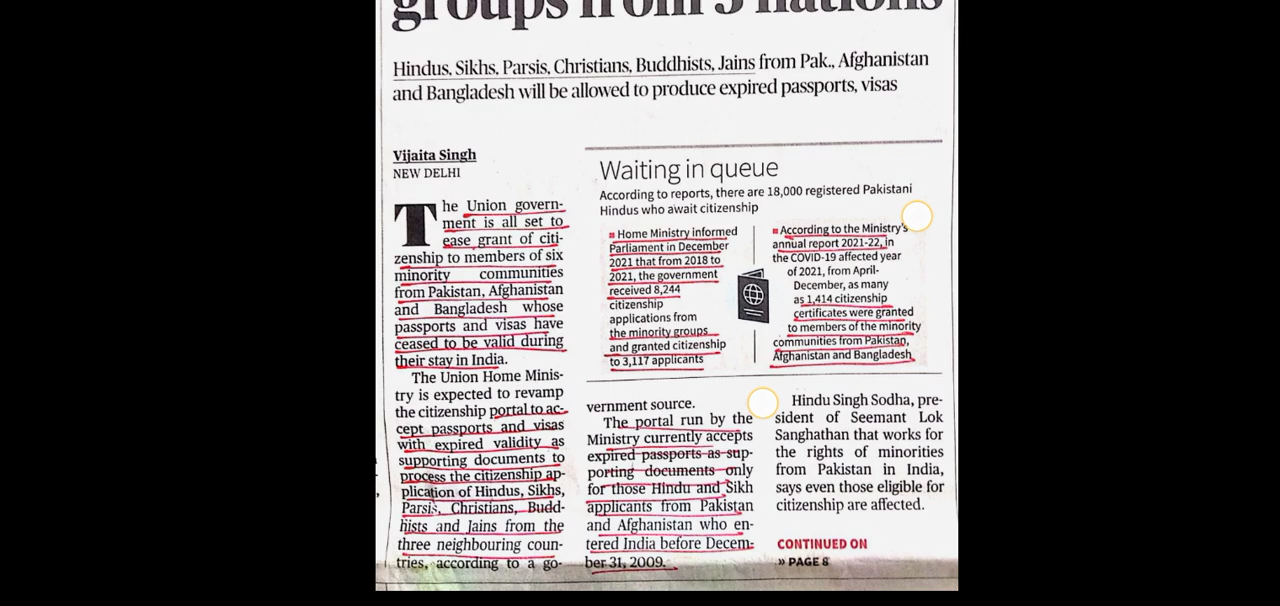 groups from 3 nations
Hindus, Sikhs, Parsis, Christians, Buddhists, Jains from Pak., Afghanistan
and Bangladesh will be allowed to produce expired passports, visas
Vijaita Singh
NEW DELHI
The Union govern-
ment is all set to
ease grant of citi-
zenship to members of six
minority communities
from Pakistan, Afghanistan
and Bangladesh whose
passports and visas have
ceased to be valid during
their stay in India.
The Union Home Minis-
try is expected to revamp
the citizenship portal to ac-
cept passports and visas
with expired validity as
supporting documents to
process the citizenship ap-
plication of Hindus, Sikhs,
Parsis, Christians, Budd-
hists and Jains from the
three neighbouring coun-
tries, according to a go-
Waiting in queue
According to reports, there are 18,000 registered Pakistani
Hindus who await citizenship
Home Ministry informed
Parliament in December
2021 that from 2018 to
2021, the government
received 8,244
citizenship
applications from
the minority groups
and granted citizenship
to 3,117 applicants
According to the Ministry's
annual report 2021-22, in
the COVID-19 affected year
of 2021, from April-
December, as many
as 1,414 citizenship
certificates were granted
to members of the minority
communities from Pakistan,
Afghanistan and Bangladesh
vernment source.
The portal run by the
Ministry currently accepts
expired passports as sup-
porting documents only
for those Hindu and Sikh
applicants from Pakistan
and Afghanistan who en-
tered India before Decem-
ber 31, 2009.
Hindu Singh Sodha, pre-
sident of Seemant Lok
Sanghathan that works for
the rights of minorities
from Pakistan in India,
says even those eligible for
citizenship are affected.
CONTINUED ON
» PAGE 8